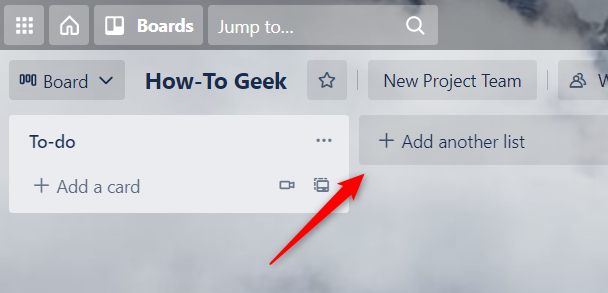 Boards Jump to...
Board How-To Geek New Project Team
To-do + Add another list
+ Add a card